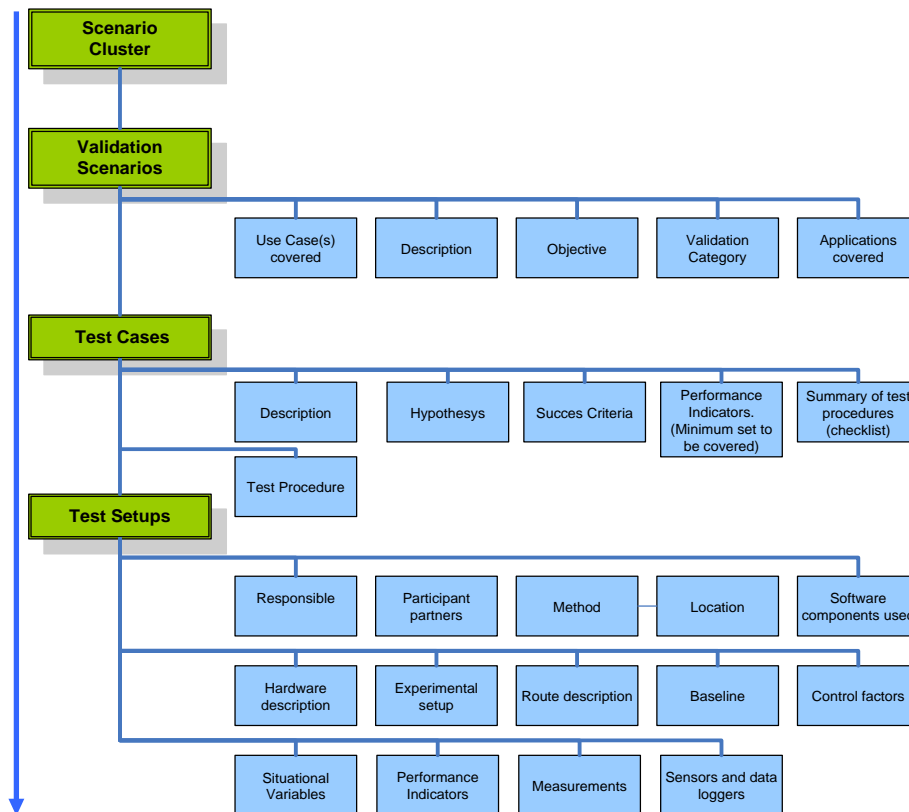 Scenario
Cluster
Validation
Scenarios
Use Case(s)
covered
Description
Objective
Validation
Category
Applications
covered
Test Cases
Description
Hypothesys
Succes Criteria
Performance
Indicators.
(Minimum set to
be covered)
Summary of test
procedures
(checklist)
Test Procedure
Test Setups
Responsible
Participant
partners
Method
Location
Software
components used
Hardware
description
Experimental
setup
Route description
Baseline
Control factors
Situational
Variables
Performance
Indicators
Measurements
Sensors and data
loggers